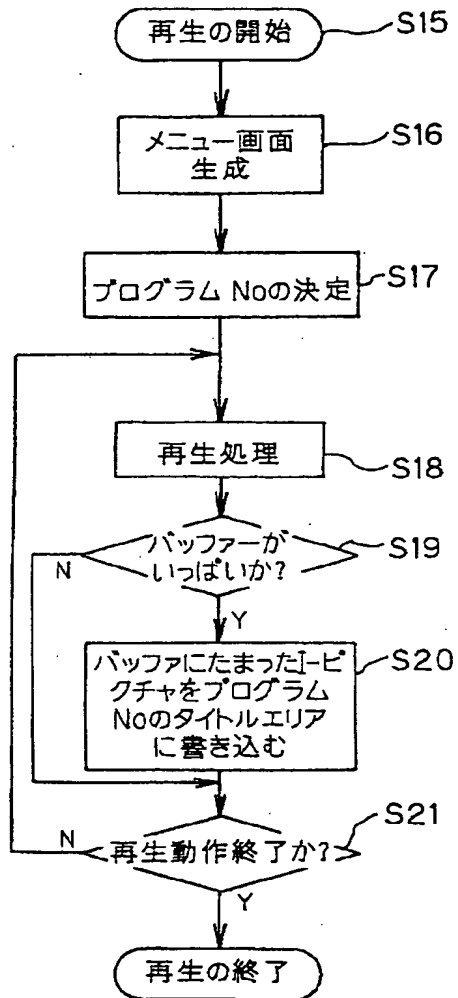 再生の開始
S15
メニュー画面
生成
S16
プログラム Noの決定
S17
再生処理
S18
バッファーが
いっぱいか?
S19
N
Y
バッファにたまったI-ピ
クチャをプログラム
Noのタイトルエリア
に書き込む
S20
再生動作終了か?
S21
N
Y
再生の終了